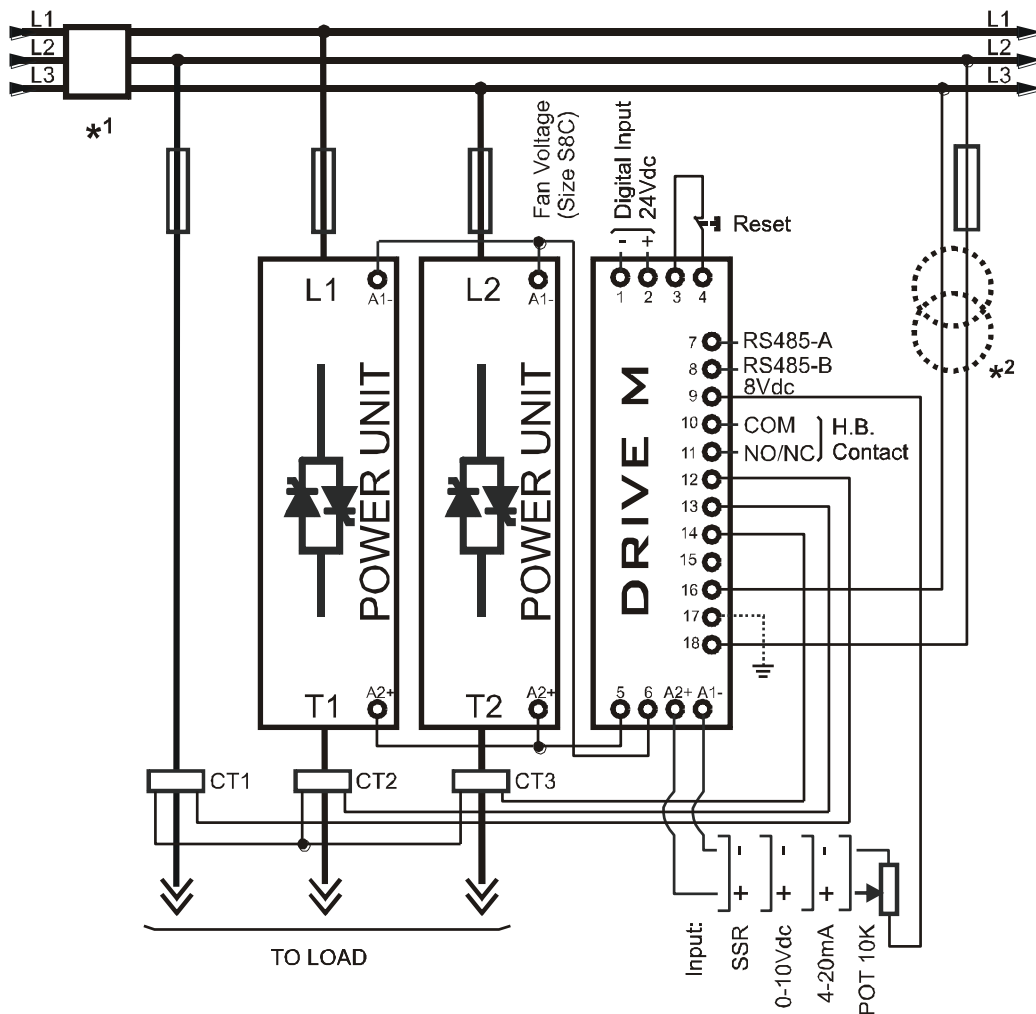 L1
L2
L3
L1
L2
L3
*1
Fan Voltage
(Size S8C)
Digital Input
24Vdc
- +
Reset
L1
A1-
L2
A1-
1 2 3 4
7 RS485-A
8 RS485-B
9 8Vdc
10 COM
11 NO/NC
H.B.
Contact
12
13
14
15
16
17
18
*2
POWER UNIT
POWER UNIT
DRIVE M
T1
A2+
T2
A2+
5 6 A2+ A1-
CT1
CT2
CT3
- - -
+ + +
Input:
SSR
0-10Vdc
4-20mA
POT 10K
TO LOAD